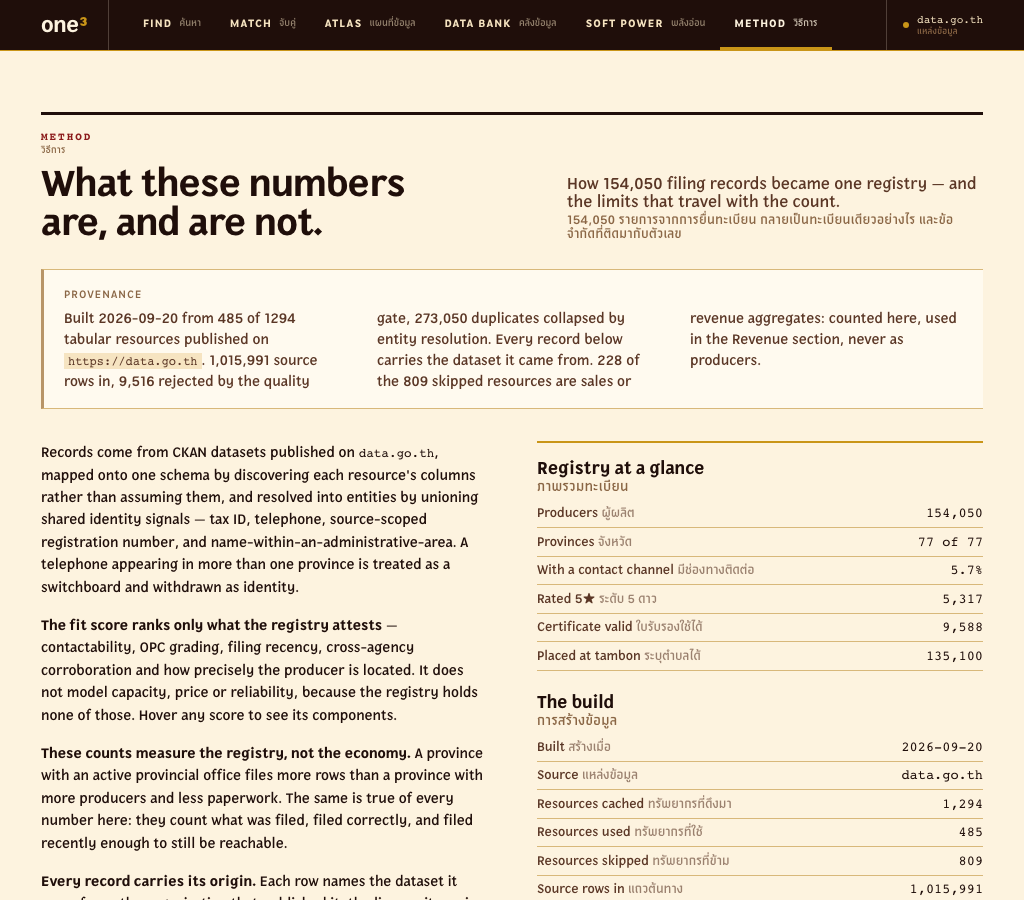 one³
FIND ค้นหา
MATCH จับคู่
ATLAS แผนที่ข้อมูล
DATA BANK คลังข้อมูล
SOFT POWER พลังอ่อน
METHOD วิธีการ
data.go.th
แหล่งข้อมูล
METHOD
วิธีการ
What these numbers
are, and are not.
How 154,050 filing records became one registry — and
the limits that travel with the count.
154,050 รายการจากการยื่นทะเบียน กลายเป็นทะเบียนเดียวอย่างไร และข้อ
จำกัดที่ติดมากับตัวเลข
PROVENANCE
Built 2026-09-20 from 485 of 1294
tabular resources published on
https://data.go.th . 1,015,991 source
rows in, 9,516 rejected by the quality
gate, 273,050 duplicates collapsed by
entity resolution. Every record below
carries the dataset it came from. 228 of
the 809 skipped resources are sales or
revenue aggregates: counted here, used
in the Revenue section, never as
producers.
Records come from CKAN datasets published on data.go.th,
mapped onto one schema by discovering each resource's columns
rather than assuming them, and resolved into entities by unioning
shared identity signals — tax ID, telephone, source-scoped
registration number, and name-within-an-administrative-area. A
telephone appearing in more than one province is treated as a
switchboard and withdrawn as identity.
The fit score ranks only what the registry attests —
contactability, OPC grading, filing recency, cross-agency
corroboration and how precisely the producer is located. It does
not model capacity, price or reliability, because the registry holds
none of those. Hover any score to see its components.
These counts measure the registry, not the economy. A province
with an active provincial office files more rows than a province with
more producers and less paperwork. The same is true of every
number here: they count what was filed, filed correctly, and filed
recently enough to still be reachable.
Every record carries its origin. Each row names the dataset it
Registry at a glance
ภาพรวมทะเบียน
Producers ผู้ผลิต 154,050
Provinces จังหวัด 77 of 77
With a contact channel มีช่องทางติดต่อ 5.7%
Rated 5★ ระดับ 5 ดาว 5,317
Certificate valid ใบรับรองใช้ได้ 9,588
Placed at tambon ระบุตำบลได้ 135,100
The build
การสร้างข้อมูล
Built สร้างเมื่อ 2026-09-20
Source แหล่งข้อมูล data.go.th
Resources cached ทรัพยากรที่ดึงมา 1,294
Resources used ทรัพยากรที่ใช้ 485
Resources skipped ทรัพยากรที่ข้าม 809
Source rows in แถวต้นทาง 1,015,991